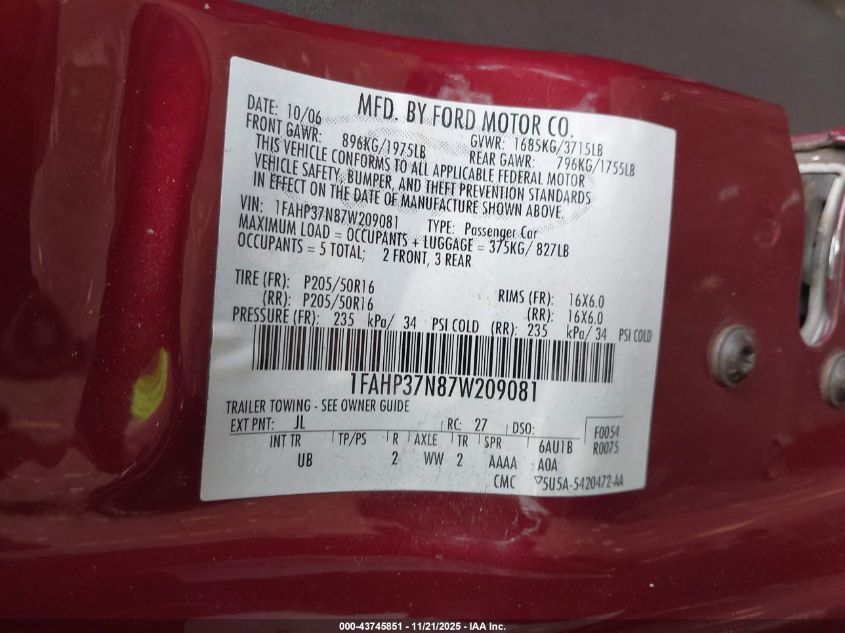 MFD. BY FORD MOTOR CO.
DATE: 10/06 GVWR: 1685KG/3715LB
FRONT GAWR: 896KG/1975LB REAR GAWR: 796KG/1755LB
THIS VEHICLE CONFORMS TO ALL APPLICABLE FEDERAL MOTOR
VEHICLE SAFETY, BUMPER, AND THEFT PREVENTION STANDARDS
IN EFFECT ON THE DATE OF MANUFACTURE SHOWN ABOVE.
VIN: 1FAHP37N87W209081 TYPE: Passenger Car
MAXIMUM LOAD = OCCUPANTS + LUGGAGE = 375KG/ 827LB
OCCUPANTS = 5 TOTAL; 2 FRONT, 3 REAR
TIRE (FR): P205/50R16 RIMS (FR): 16X6.0
(RR): P205/50R16 (RR): 16X6.0
PRESSURE (FR): 235 kPa/ 34 PSI COLD (RR): 235 kPa/ 34 PSI COLD
1FAHP37N87W209081
TRAILER TOWING - SEE OWNER GUIDE
EXT PNT: JL RC: 27 DSO: F0054
INT TR TP/PS R AXLE TR SPR 6AU1B R0075
UB 2 WW 2 AAAA AOA
CMC 5U5A-5420472-AA
000-43745851 - 11/21/2025 - IAA Inc.